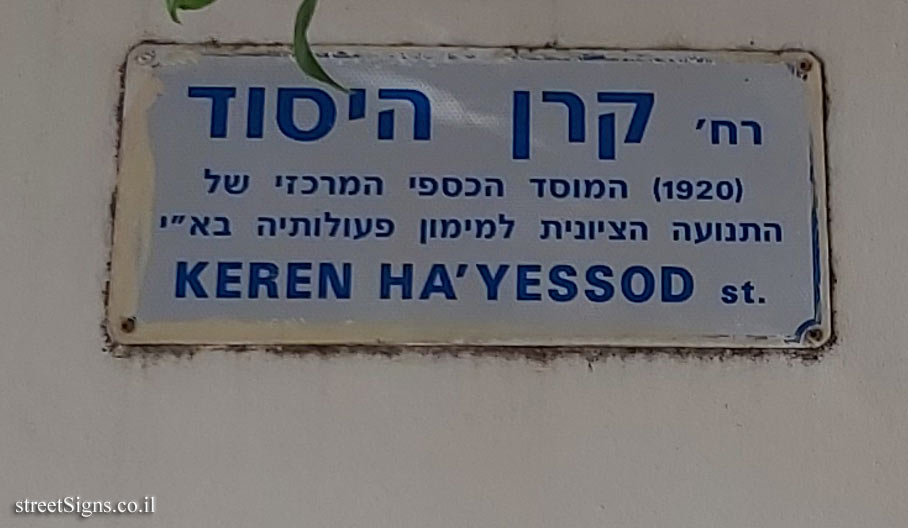 רח' קרן היסוד
(1920) המוסד הכספי המרכזי של
התנועה הציונית למימון פעולותיה בא"י
KEREN HA'YESSOD st.
streetSigns.co.il